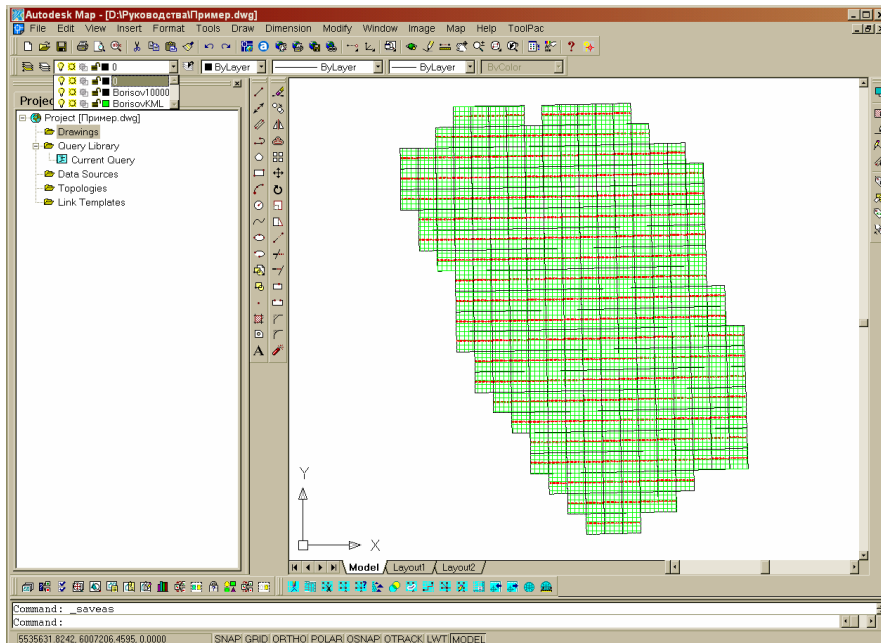 Autodesk Map - [D:\Руководства\Пример.dwg]
File Edit View Insert Format Tools Draw Dimension Modify Window Image Map Help ToolPac
0 ByLayer ByLayer ByLayer ByColor
0
Borisov10000
BorisovKML
Projec
Project [Пример.dwg]
Drawings
Query Library
Current Query
Data Sources
Topologies
Link Templates
A
Y
X
Model Layout1 Layout2
Command: _saveas
Command:
5535631.8242, 6007206.4595, 0.0000 SNAP GRID ORTHO POLAR OSNAP OTRACK LWT MODEL